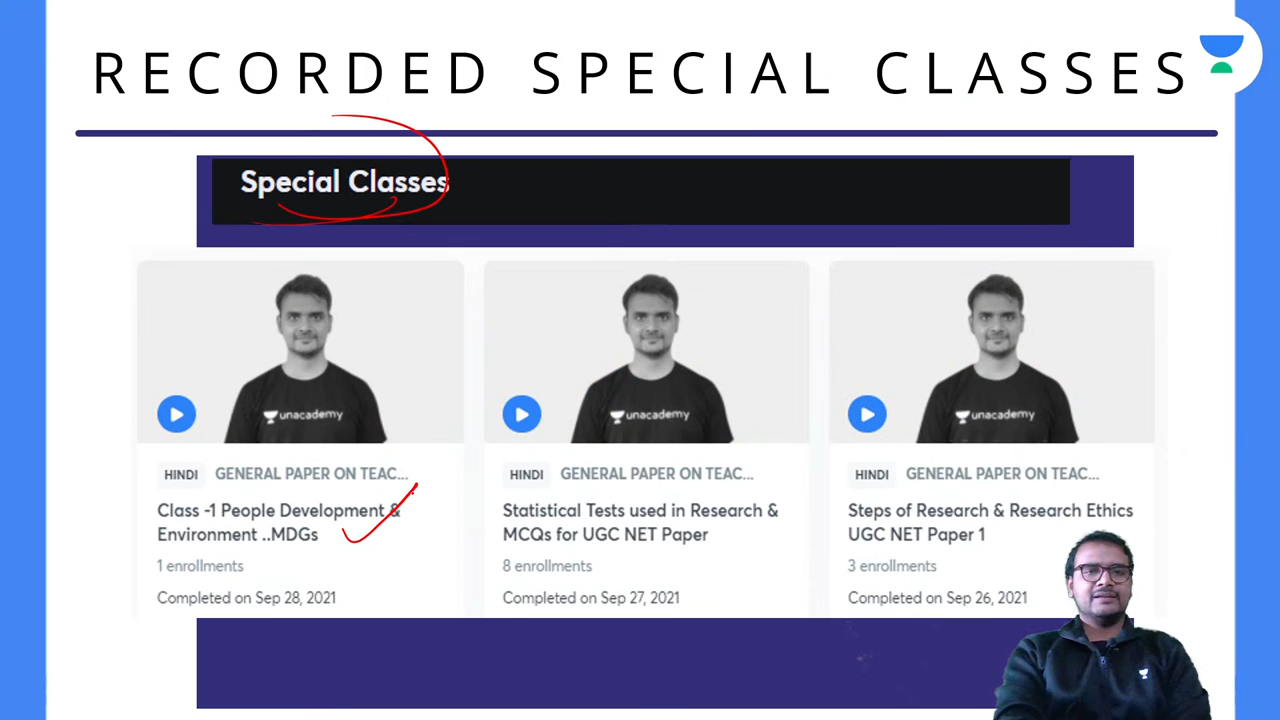 RECORDED SPECIAL CLASSES
Special Classes
unacademy
unacademy
unacademy
HINDI GENERAL PAPER ON TEAC...
Class -1 People Development &
Environment ..MDGs
1 enrollments
Completed on Sep 28, 2021
HINDI GENERAL PAPER ON TEAC...
Statistical Tests used in Research &
MCQs for UGC NET Paper
8 enrollments
Completed on Sep 27, 2021
HINDI GENERAL PAPER ON TEAC...
Steps of Research & Research Ethics
UGC NET Paper 1
3 enrollments
Completed on Sep 26, 2021